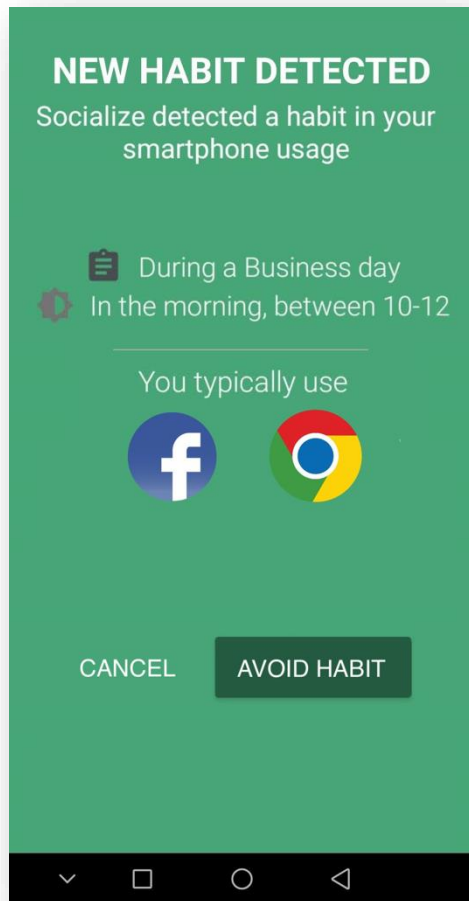 NEW HABIT DETECTED
Socialize detected a habit in your
smartphone usage
During a Business day
In the morning, between 10-12
You typically use
CANCEL
AVOID HABIT